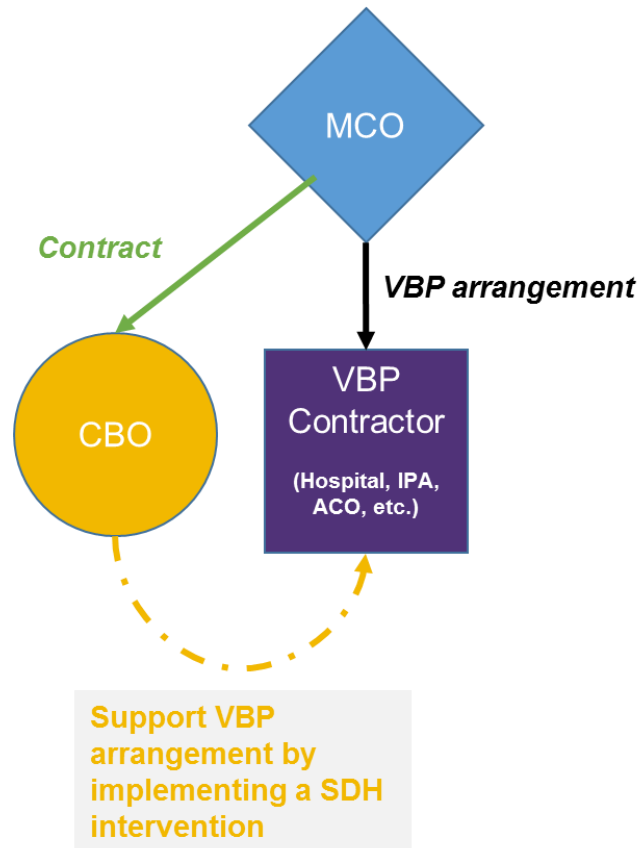 MCO
Contract
VBP arrangement
CBO
VBP
Contractor
(Hospital, IPA,
ACO, etc.)
Support VBP
arrangement by
implementing a SDH
intervention